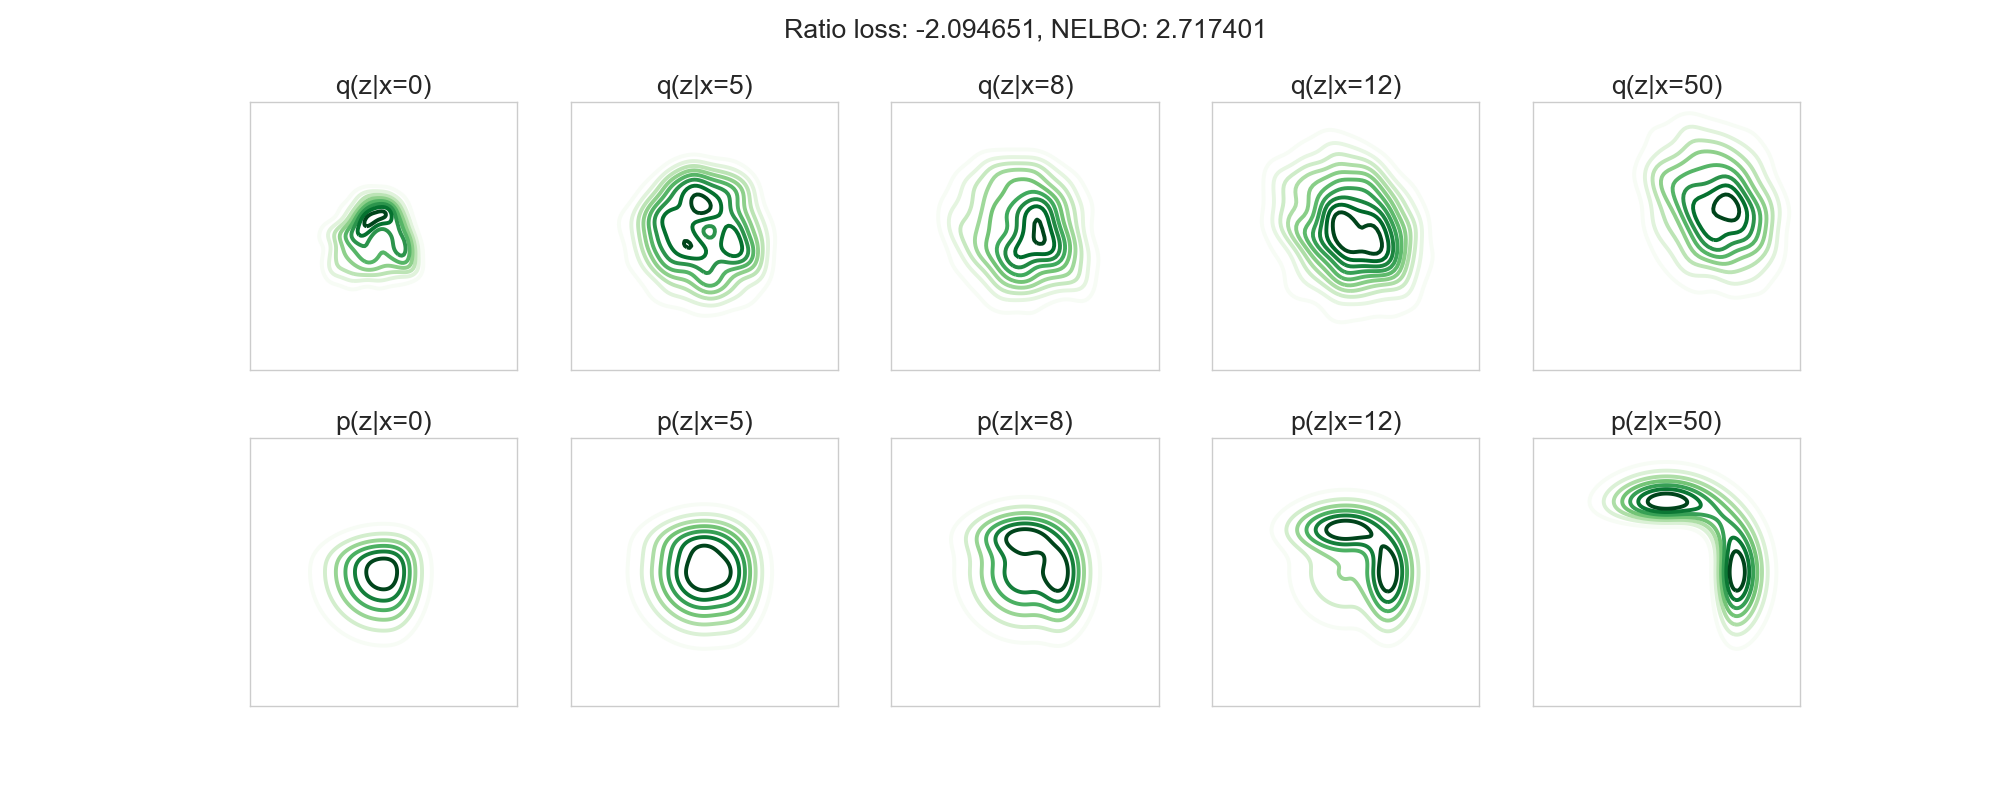 Ratio loss: -2.094651, NELBO: 2.717401
q(z|x=0) q(z|x=5) q(z|x=8) q(z|x=12) q(z|x=50)
p(z|x=0) p(z|x=5) p(z|x=8) p(z|x=12) p(z|x=50)